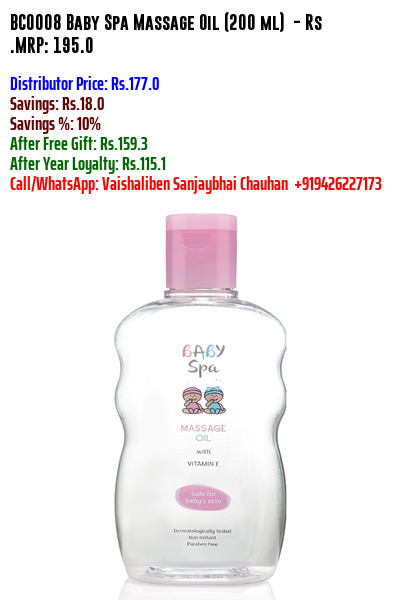 BC0008 Baby Spa Massage Oil (200 ml)  - Rs
.MRP: 195.0
Distributor Price: Rs.177.0
Savings: Rs.18.0
Savings %: 10%
After Free Gift: Rs.159.3
After Year Loyalty: Rs.115.1
Call/WhatsApp: Vaishaliben Sanjaybhai Chauhan  +919426227173
BABY
Spa
MASSAGE
OIL
with
VITAMIN E
Safe for
baby's skin
Dermatologically Tested
Non Irritant
Paraben Free